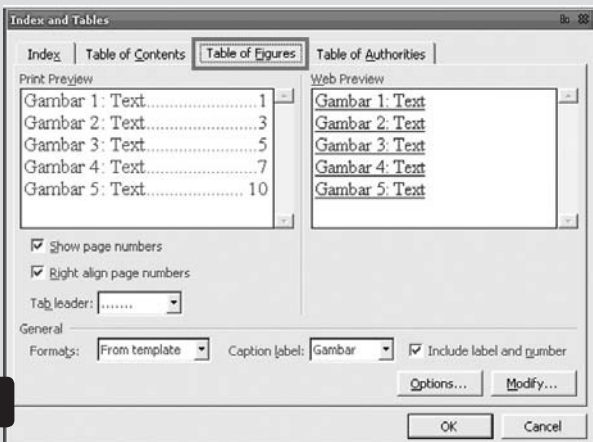 Index and Tables
Index Table of Contents Table of Figures Table of Authorities
Print Preview
Gambar 1: Text..........................1
Gambar 2: Text..........................3
Gambar 3: Text..........................5
Gambar 4: Text..........................7
Gambar 5: Text........................ 10
Web Preview
Gambar 1: Text
Gambar 2: Text
Gambar 3: Text
Gambar 4: Text
Gambar 5: Text
Show page numbers
Right align page numbers
Tab leader: .......
General
Formats: From template Caption label: Gambar Include label and number
Options... Modify...
OK Cancel